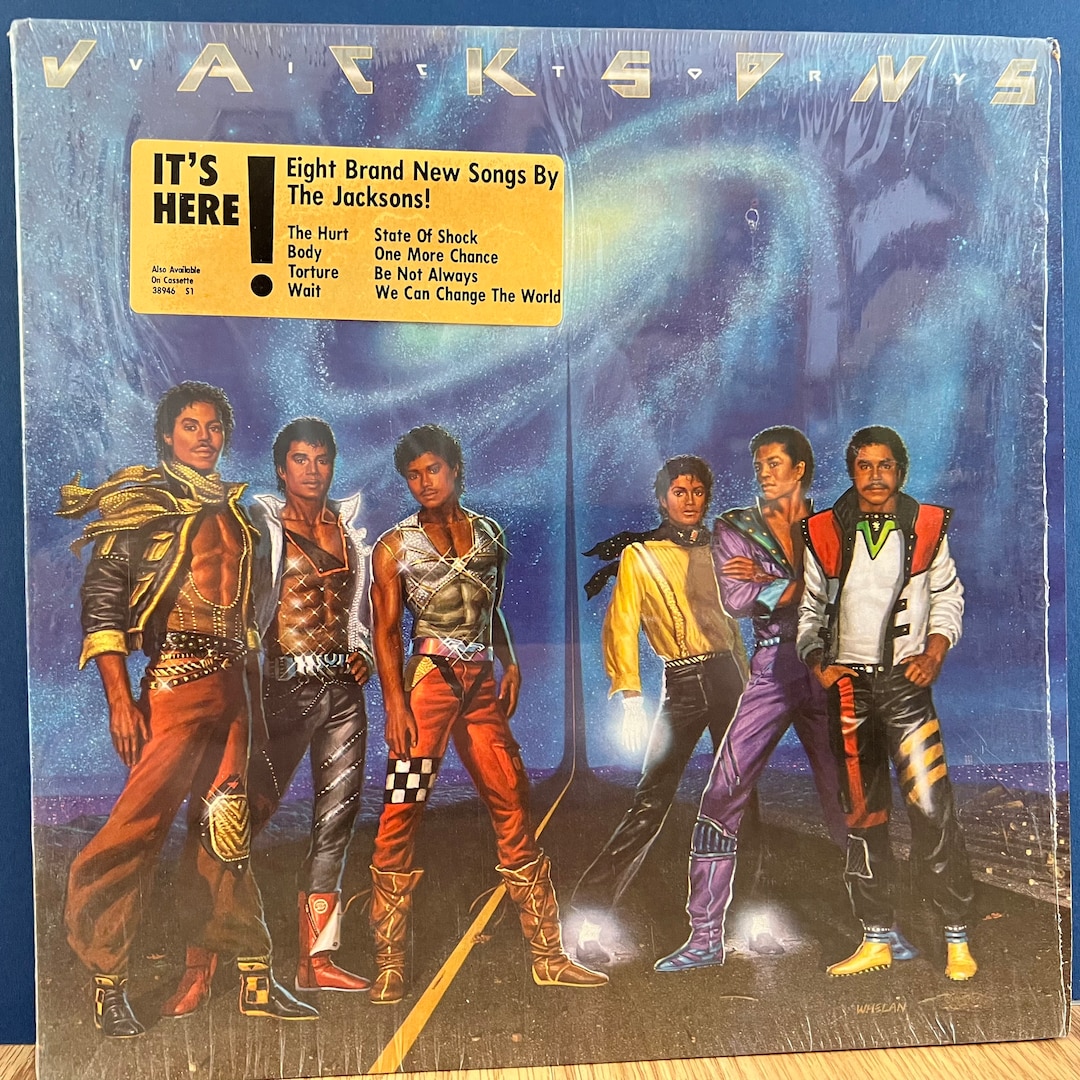 JACKSONS
VICTORY
IT'S
HERE!
Eight Brand New Songs By
The Jacksons!
The Hurt State Of Shock
Body One More Chance
Torture Be Not Always
Wait We Can Change The World
Also Available
On Cassette
38946 S1
WHELAN